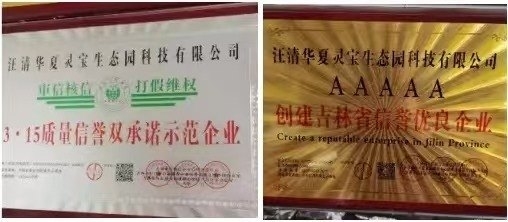 汪清华夏灵宝生态园科技有限公司
重信核信 打假维权
3·15质量信誉双承诺示范企业
汪清华夏灵宝生态园科技有限公司
AAAAA
创建吉林省信誉优良企业
Create a reputable enterprise in Jilin Province